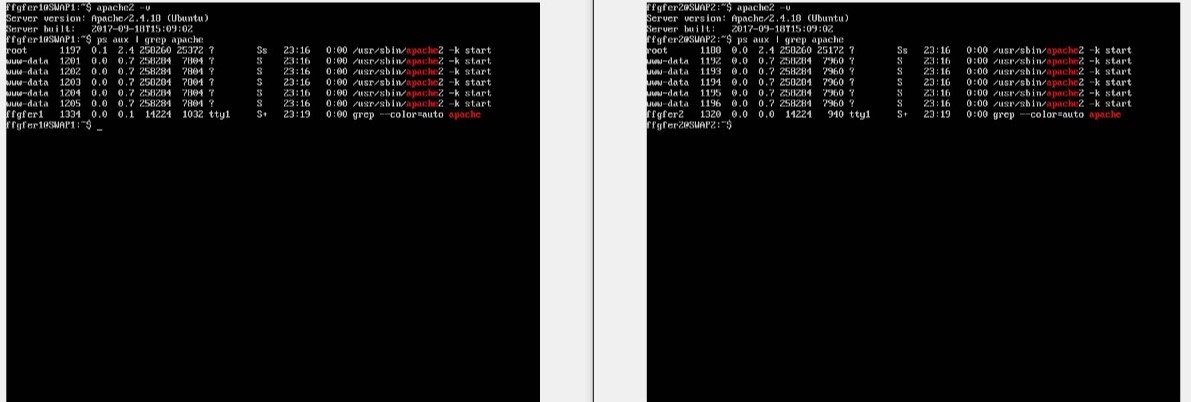 ffgfer1@SWAP1:~$ apache2 -v
Server version: Apache/2.4.18 (Ubuntu)
Server built:   2017-09-18T15:09:02
ffgfer1@SWAP1:~$ ps aux | grep apache
root      1197  0.1  2.4 258260 25372 ?        Ss   23:16   0:00 /usr/sbin/apache2 -k start
www-data  1201  0.0  0.7 258284  7804 ?        S    23:16   0:00 /usr/sbin/apache2 -k start
www-data  1202  0.0  0.7 258284  7804 ?        S    23:16   0:00 /usr/sbin/apache2 -k start
www-data  1203  0.0  0.7 258284  7804 ?        S    23:16   0:00 /usr/sbin/apache2 -k start
www-data  1204  0.0  0.7 258284  7804 ?        S    23:16   0:00 /usr/sbin/apache2 -k start
www-data  1205  0.0  0.7 258284  7804 ?        S    23:16   0:00 /usr/sbin/apache2 -k start
ffgfer1   1334  0.0  0.1  14224  1032 tty1     S+   23:19   0:00 grep --color=auto apache
ffgfer1@SWAP1:~$ _
ffgfer2@SWAP2:~$ apache2 -v
Server version: Apache/2.4.18 (Ubuntu)
Server built:   2017-09-18T15:09:02
ffgfer2@SWAP2:~$ ps aux | grep apache
root      1188  0.0  2.4 258260 25172 ?        Ss   23:16   0:00 /usr/sbin/apache2 -k start
www-data  1192  0.0  0.7 258284  7960 ?        S    23:16   0:00 /usr/sbin/apache2 -k start
www-data  1193  0.0  0.7 258284  7960 ?        S    23:16   0:00 /usr/sbin/apache2 -k start
www-data  1194  0.0  0.7 258284  7960 ?        S    23:16   0:00 /usr/sbin/apache2 -k start
www-data  1195  0.0  0.7 258284  7960 ?        S    23:16   0:00 /usr/sbin/apache2 -k start
www-data  1196  0.0  0.7 258284  7960 ?        S    23:16   0:00 /usr/sbin/apache2 -k start
ffgfer2   1320  0.0  0.0  14224   940 tty1     S+   23:19   0:00 grep --color=auto apache
ffgfer2@SWAP2:~$